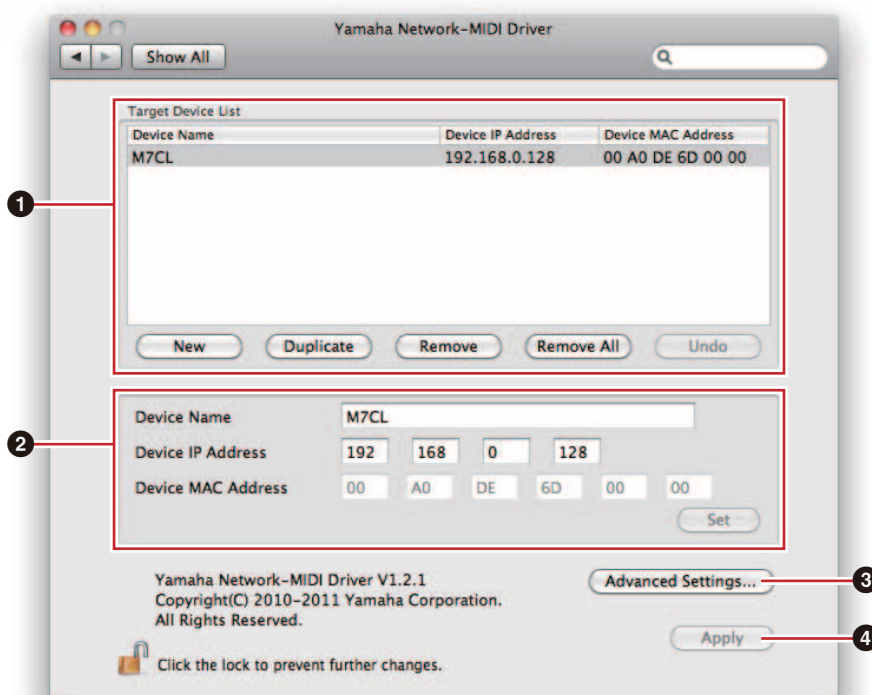 Yamaha Network-MIDI Driver
Show All
Target Device List
Device Name Device IP Address Device MAC Address
M7CL 192.168.0.128 00 A0 DE 6D 00 00
1
New Duplicate Remove Remove All Undo
Device Name M7CL
2
Device IP Address 192 168 0 128
Device MAC Address 00 A0 DE 6D 00 00
Set
Yamaha Network-MIDI Driver V1.2.1
Copyright(C) 2010-2011 Yamaha Corporation.
All Rights Reserved.
Advanced Settings... 3
Apply 4
Click the lock to prevent further changes.